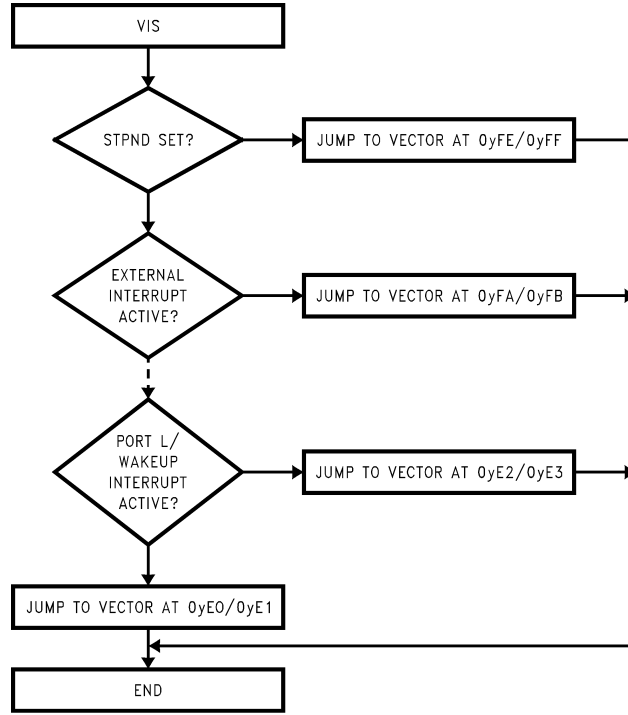 VIS
STPND SET?
JUMP TO VECTOR AT 0yFE/0yFF
EXTERNAL
INTERRUPT
ACTIVE?
JUMP TO VECTOR AT 0yFA/0yFB
PORT L/
WAKEUP
INTERRUPT
ACTIVE?
JUMP TO VECTOR AT 0yE2/0yE3
JUMP TO VECTOR AT 0yE0/0yE1
END